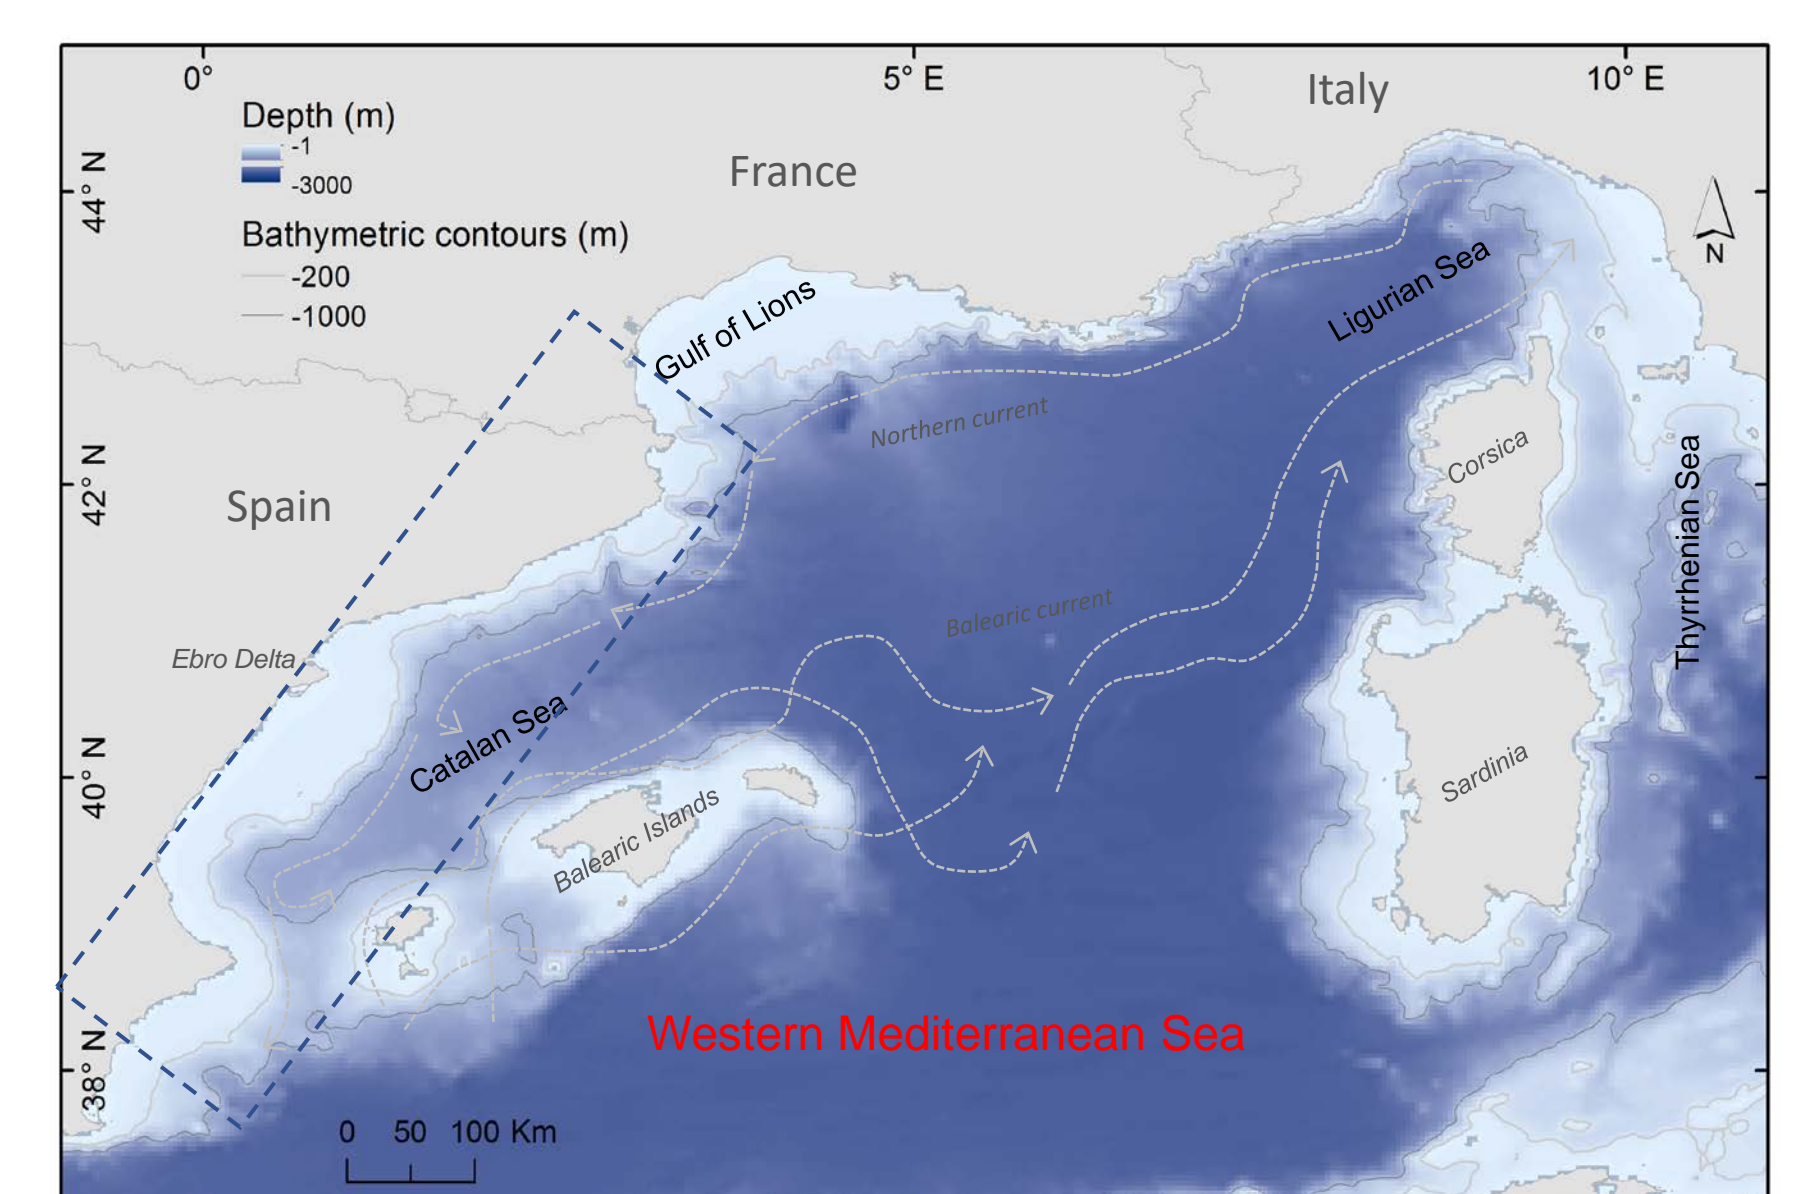 0°
5° E
10° E
Italy
Depth (m)
-1
-3000
France
44° N
Bathymetric contours (m)
-200
-1000
N
Gulf of Lions
Ligurian Sea
Northern current
Corsica
42° N
Spain
Thyrrhenian Sea
Balearic current
Ebro Delta
Catalan Sea
40° N
Sardinia
Balearic Islands
Western Mediterranean Sea
38° N
0 50 100 Km